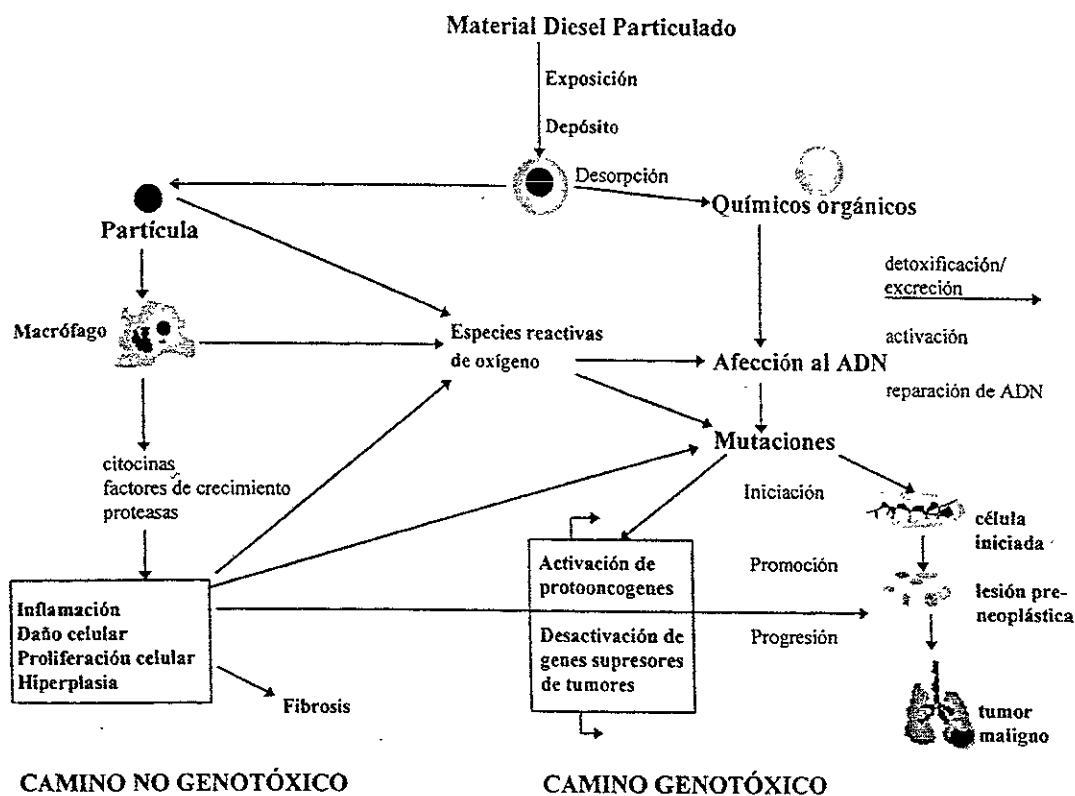 Material Diesel Particulado
Exposición
Depósito
Desorpción
Partícula
Químicos orgánicos
detoxificación/
excreción
Macrófago
Especies reactivas
de oxígeno
activación
Afección al ADN
reparación de ADN
Mutaciones
citocinas
factores de crecimiento
proteasas
Iniciación
célula
iniciada
Activación de
protooncogenes
Promoción
lesión pre-
neoplástica
Inflamación
Daño celular
Proliferación celular
Hiperplasia
Desactivación de
genes supresores
de tumores
Progresión
Fibrosis
tumor
maligno
CAMINO NO GENOTÓXICO
CAMINO GENOTÓXICO